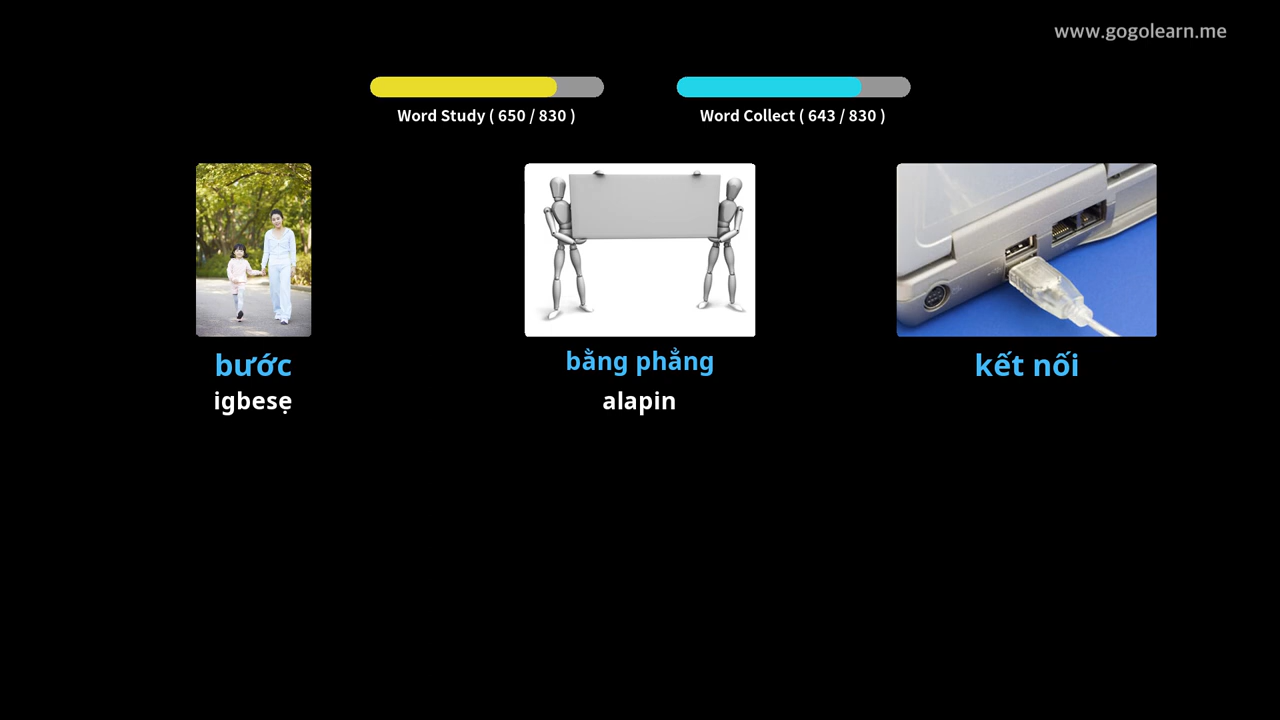 www.gogolearn.me
Word Study ( 650 / 830 )
Word Collect ( 643 / 830 )
bước
igbesẹ
bằng phẳng
alapin
kết nối